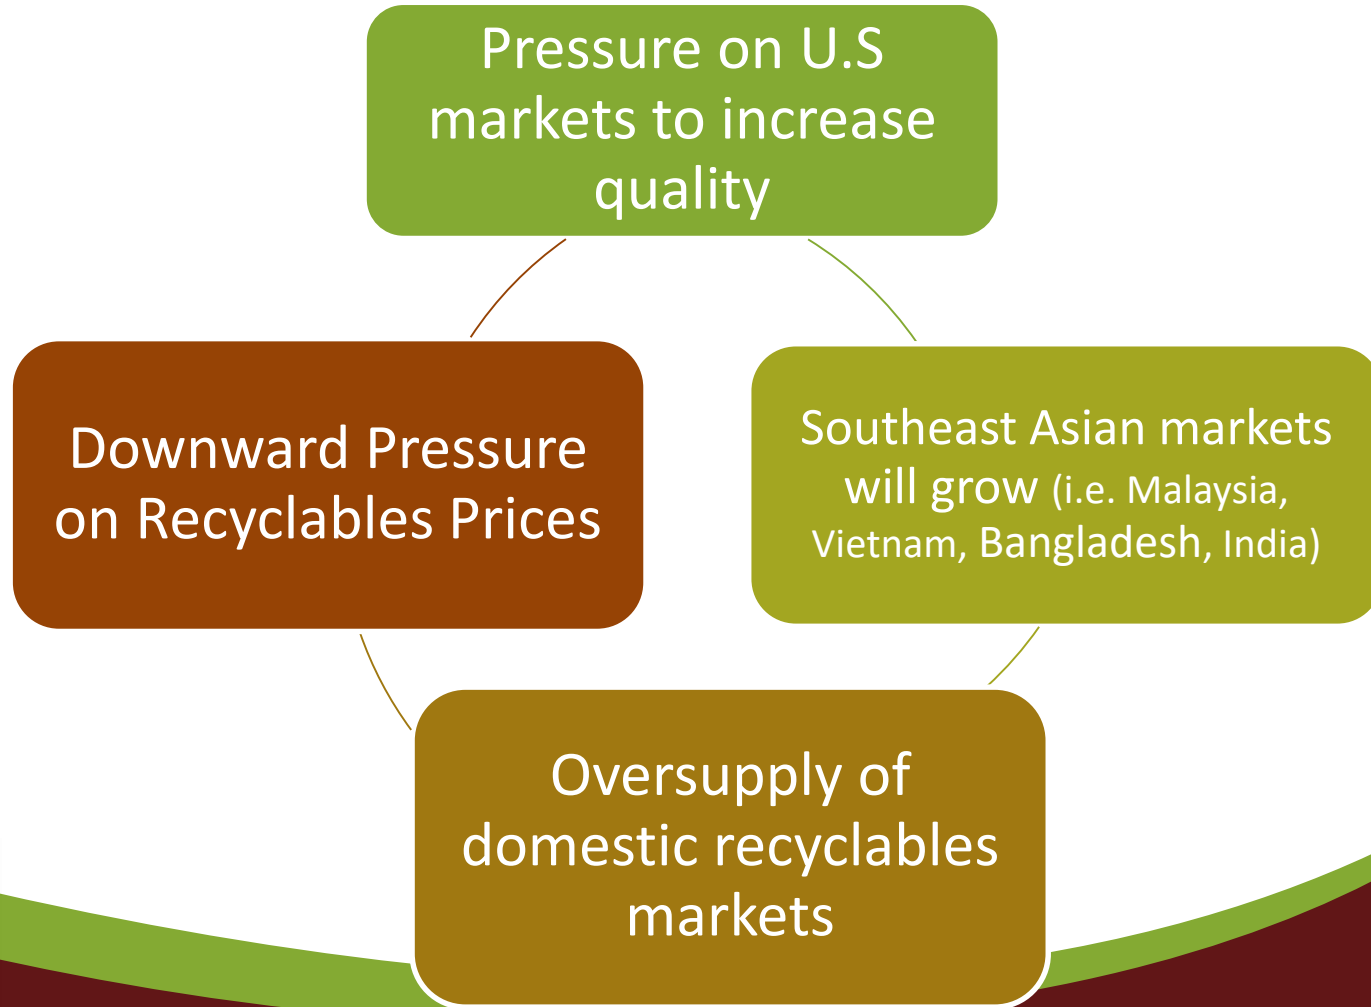 Pressure on U.S
markets to increase
quality
Downward Pressure
on Recyclables Prices
Southeast Asian markets
will grow (i.e. Malaysia,
Vietnam, Bangladesh, India)
Oversupply of
domestic recyclables
markets